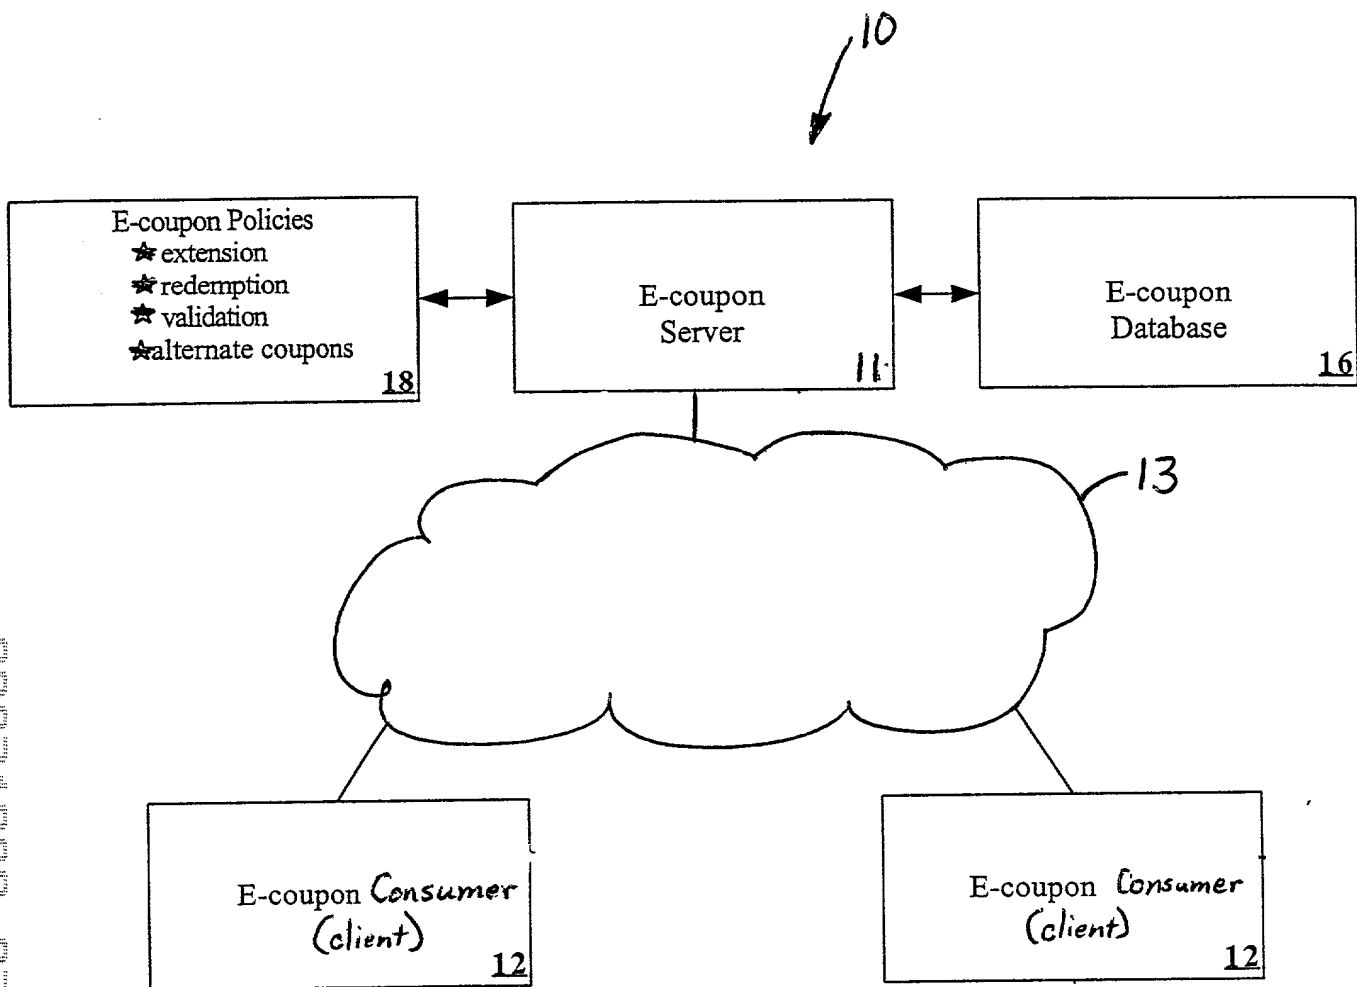 10
E-coupon Policies
☆ extension
☆ redemption
☆ validation
☆ alternate coupons
18
E-coupon
Server
11
E-coupon
Database
16
13
E-coupon Consumer
(client)
12
E-coupon Consumer
(client)
12